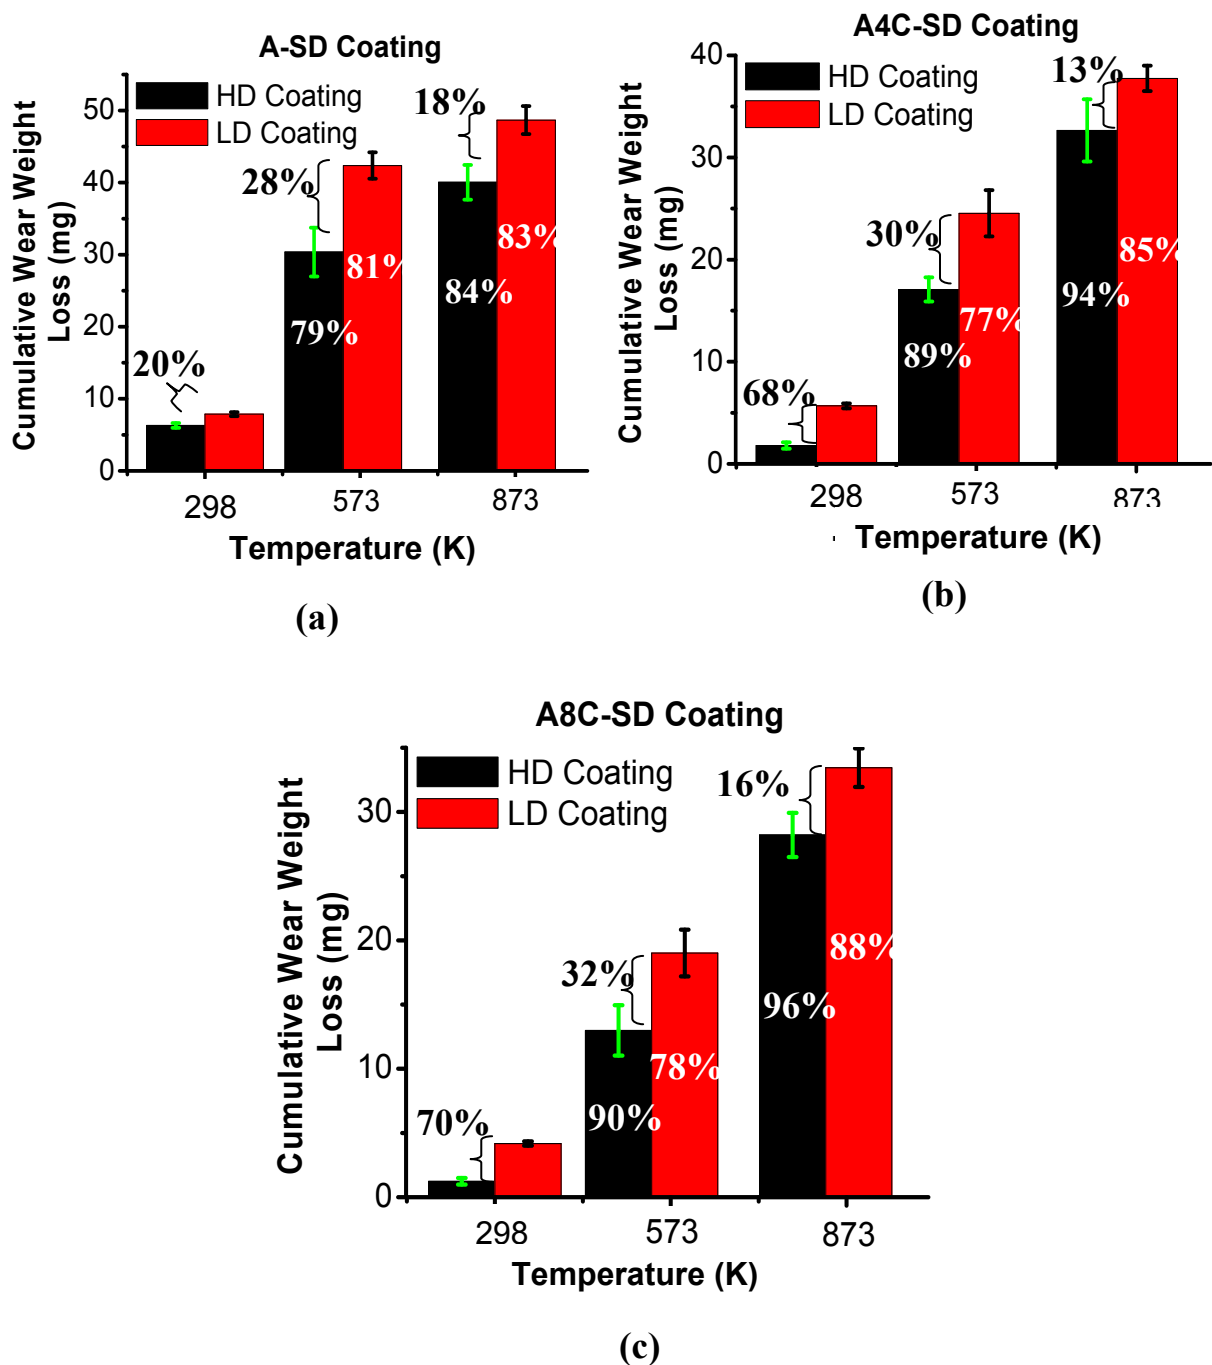 A-SD Coating
HD Coating
LD Coating
Cumulative Wear Weight
Loss (mg)
50
40
30
20
10
0
20%
28%
18%
79%
81%
84%
83%
298
573
873
Temperature (K)
(a)
A4C-SD Coating
HD Coating
LD Coating
Cumulative Wear Weight
Loss (mg)
40
30
20
10
0
68%
30%
13%
89%
77%
94%
85%
298
573
873
Temperature (K)
(b)
A8C-SD Coating
HD Coating
LD Coating
Cumulative Wear Weight
Loss (mg)
30
20
10
0
70%
32%
16%
90%
78%
96%
88%
298
573
873
Temperature (K)
(c)